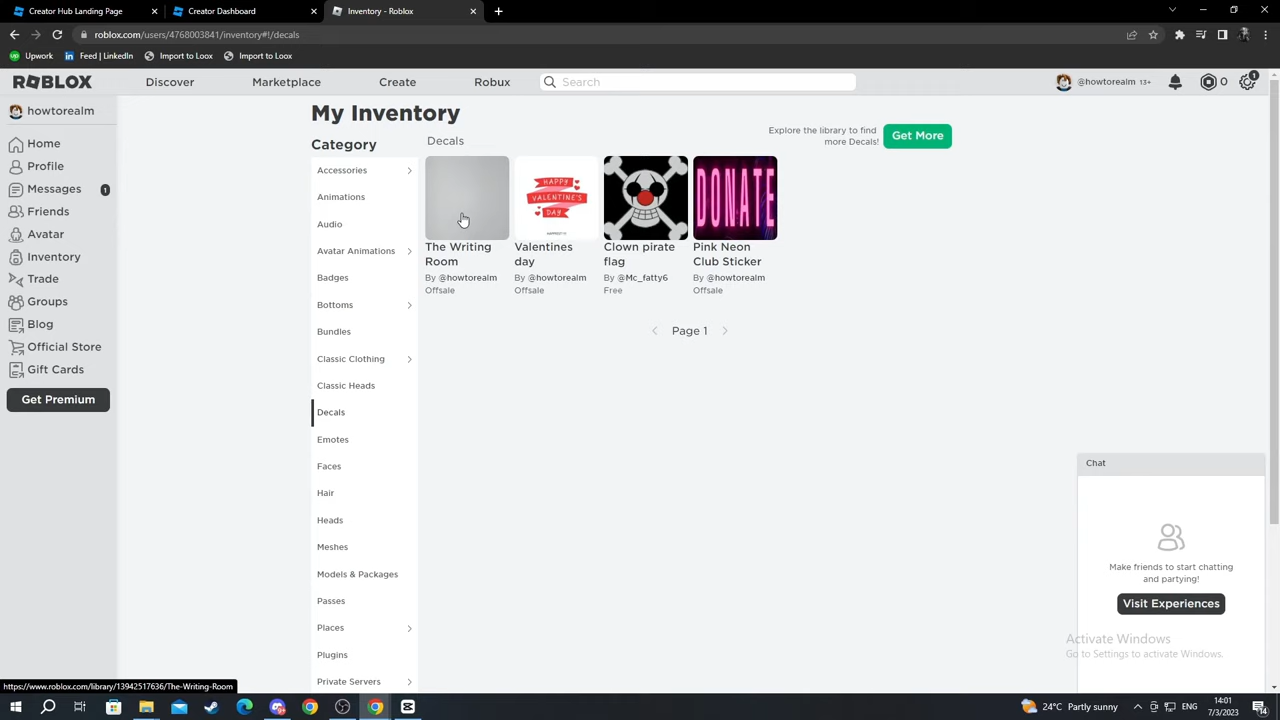 Creator Hub Landing Page
Creator Dashboard
Inventory - Roblox
roblox.com/users/4768003841/inventory#!/decals
Upwork
Feed | LinkedIn
Import to Loox
Import to Loox
ROBLOX
Discover
Marketplace
Create
Robux
Search
@howtorealm 13+
0
1
howtorealm
Home
Profile
Messages
1
Friends
Avatar
Inventory
Trade
Groups
Blog
Official Store
Gift Cards
Get Premium
My Inventory
Category
Accessories
Animations
Audio
Avatar Animations
Badges
Bottoms
Bundles
Classic Clothing
Classic Heads
Decals
Emotes
Faces
Hair
Heads
Meshes
Models & Packages
Passes
Places
Plugins
Private Servers
Decals
Explore the library to find
more Decals!
Get More
The Writing
Room
By @howtorealm
Offsale
HAPPY
VALENTINE'S
DAY
Valentines
day
By @howtorealm
Offsale
Clown pirate
flag
By @Mc_fatty6
Free
DONATE
Pink Neon
Club Sticker
By @howtorealm
Offsale
Page 1
Chat
Make friends to start chatting
and partying!
Visit Experiences
Activate Windows
Go to Settings to activate Windows.
https://www.roblox.com/library/13942517636/The-Writing-Room
24°C Partly sunny
ENG
14:01
7/3/2023
14